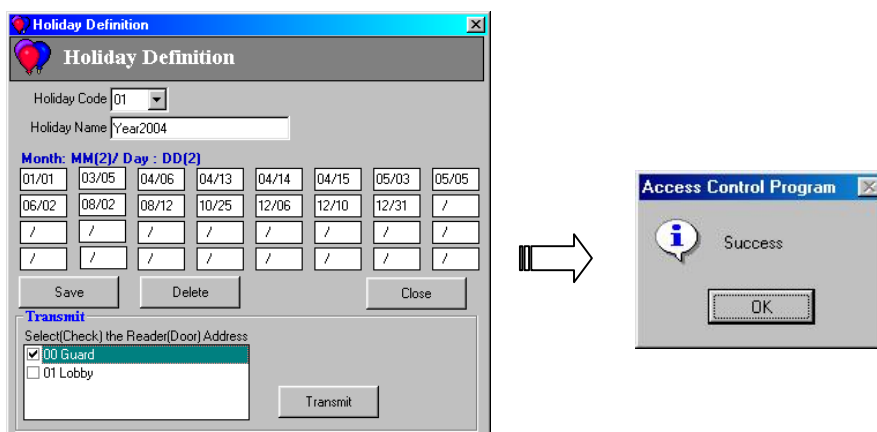 Holiday Definition
Holiday Definition
Holiday Code 01
Holiday Name Year2004
Month: MM(2)/ Day : DD(2)
01/01 03/05 04/06 04/13 04/14 04/15 05/03 05/05
06/02 08/02 08/12 10/25 12/06 12/10 12/31 /
/ / / / / / / /
/ / / / / / / /
Save Delete Close
Transmit
Select(Check) the Reader(Door) Address
00 Guard
01 Lobby
Transmit
Access Control Program
Success
OK